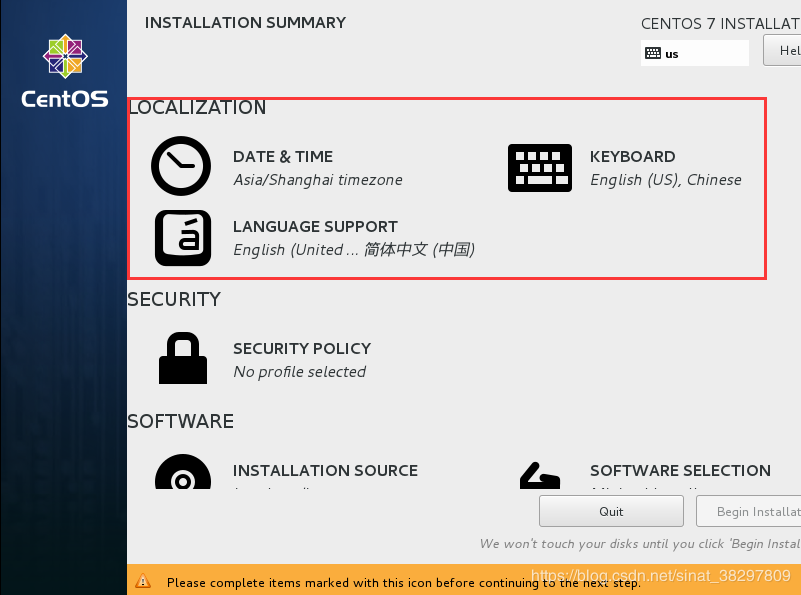 INSTALLATION SUMMARY
CENTOS 7 INSTALLAT
us
Hel
CentOS
LOCALIZATION
DATE & TIME
Asia/Shanghai timezone
KEYBOARD
English (US), Chinese
LANGUAGE SUPPORT
English (United ... 简体中文 (中国)
SECURITY
SECURITY POLICY
No profile selected
SOFTWARE
INSTALLATION SOURCE
SOFTWARE SELECTION
Quit
Begin Installat
We won't touch your disks until you click 'Begin Instal
Please complete items marked with this icon before continuing to the next step.
https://blog.csdn.net/sinat_38297809